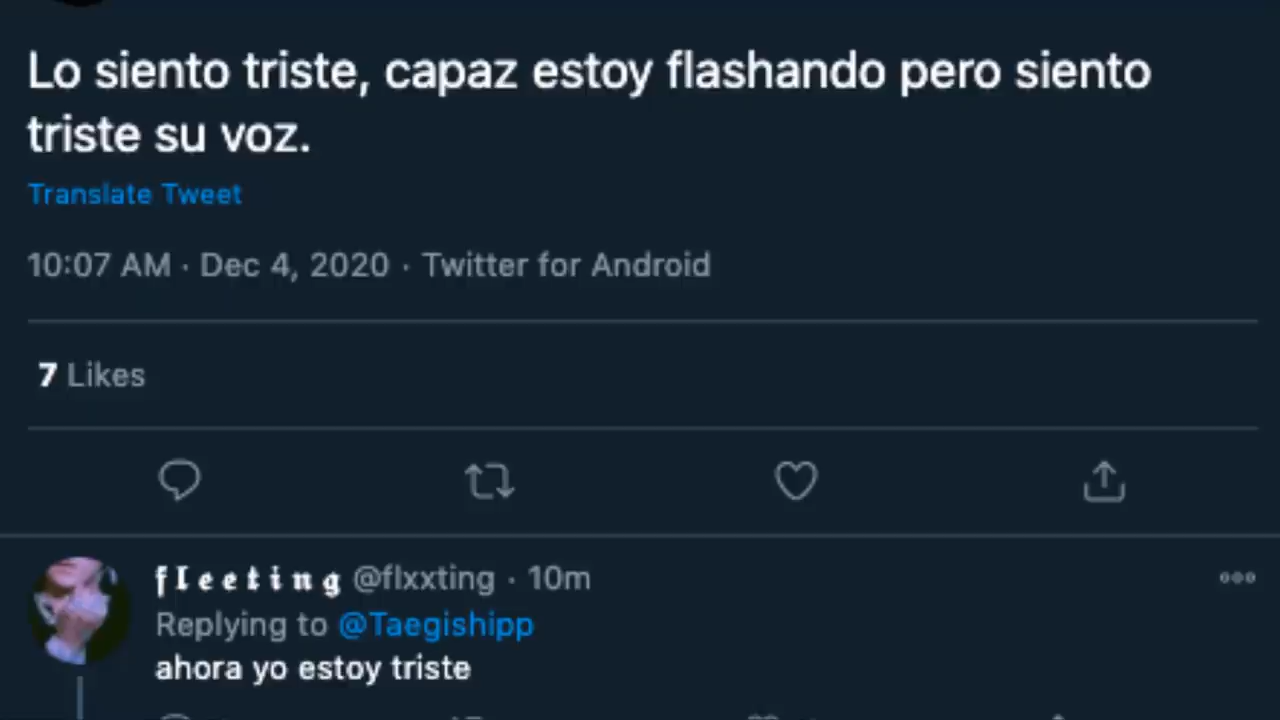 Lo siento triste, capaz estoy flashando pero siento
triste su voz.
Translate Tweet
10:07 AM · Dec 4, 2020 · Twitter for Android
7 Likes
𝖋𝖑𝖊𝖊𝖙𝖎𝖓𝖌 @flxxting · 10m
Replying to @Taegishipp
ahora yo estoy triste